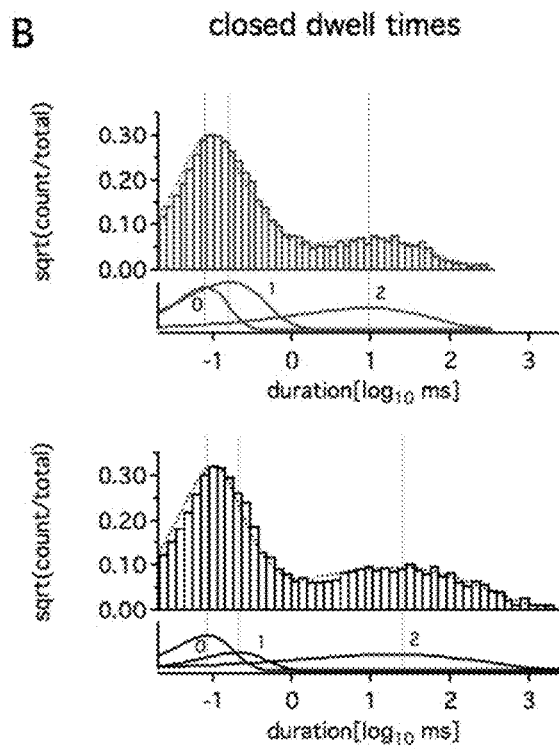 B
closed dwell times
sqrt(count/total)
0.30
0.20
0.10
0.00
0
1
2
-1 0 1 2 3
duration[log10 ms]
sqrt(count/total)
0.30
0.20
0.10
0.00
0
1
2
-1 0 1 2 3
duration[log10 ms]